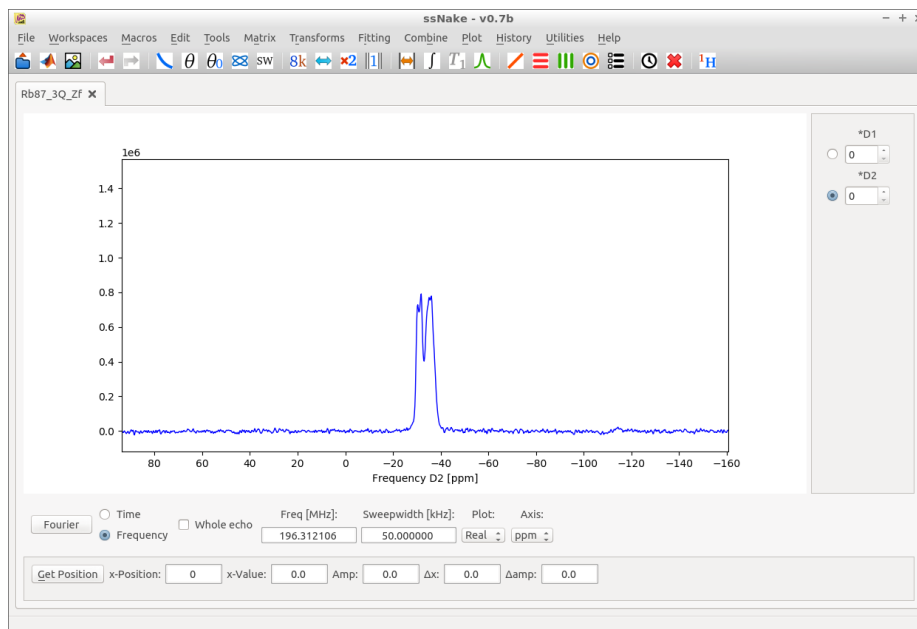 ssNake - v0.7b
File Workspaces Macros Edit Tools Matrix Transforms Fitting Combine Plot History Utilities Help
θ θ0 SW 8k ×2 ||1|| ∫ T1 1H
Rb87_3Q_Zf
1e6
1.4
1.2
1.0
0.8
0.6
0.4
0.2
0.0
80 60 40 20 0 −20 −40 −60 −80 −100 −120 −140 −160
Frequency D2 [ppm]
*D1
0
*D2
0
Fourier
Time
Frequency
Whole echo
Freq [MHz]: Sweepwidth [kHz]: Plot: Axis:
196.312106 50.000000 Real ppm
Get Position x-Position: 0 x-Value: 0.0 Amp: 0.0 Δx: 0.0 Δamp: 0.0